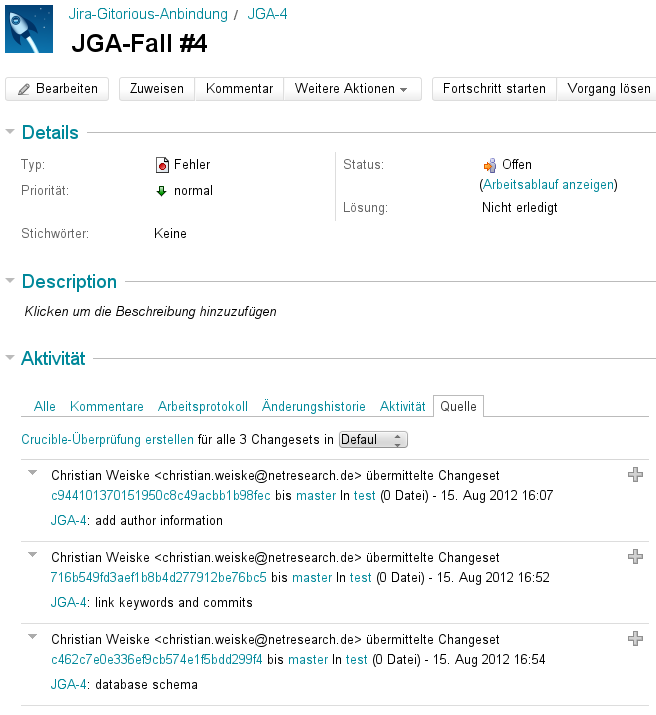 Jira-Gitorious-Anbindung / JGA-4
JGA-Fall #4
Bearbeiten Zuweisen Kommentar Weitere Aktionen Fortschritt starten Vorgang lösen
Details
Typ: Fehler Status: Offen
(Arbeitsablauf anzeigen)
Priorität: normal
Lösung: Nicht erledigt
Stichwörter: Keine
Description
Klicken um die Beschreibung hinzuzufügen
Aktivität
Alle Kommentare Arbeitsprotokoll Änderungshistorie Aktivität Quelle
Crucible-Überprüfung erstellen für alle 3 Changesets in Defaul
Christian Weiske <christian.weiske@netresearch.de> übermittelte Changeset
c944101370151950c8c49acbb1b98fec bis master In test (0 Datei) - 15. Aug 2012 16:07
JGA-4: add author information
Christian Weiske <christian.weiske@netresearch.de> übermittelte Changeset
716b549fd3aef1b8b4d277912be76bc5 bis master In test (0 Datei) - 15. Aug 2012 16:52
JGA-4: link keywords and commits
Christian Weiske <christian.weiske@netresearch.de> übermittelte Changeset
c462c7e0e336ef9cb574e1f5bdd299f4 bis master In test (0 Datei) - 15. Aug 2012 16:54
JGA-4: database schema